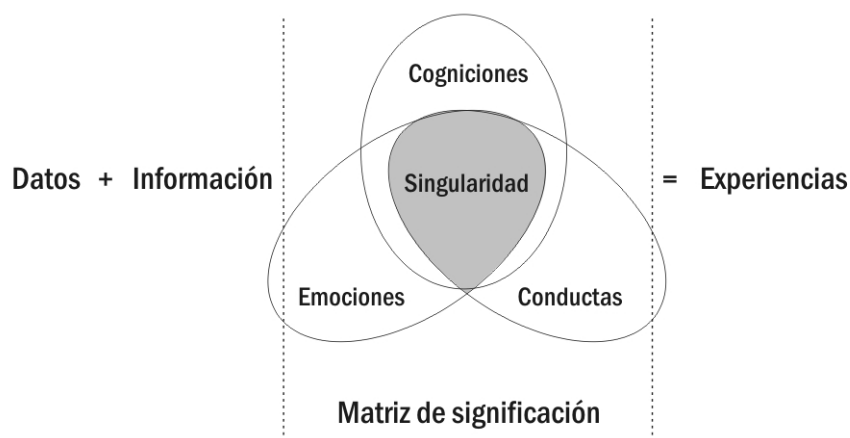 Cogniciones
Datos + Información
Singularidad
= Experiencias
Emociones
Conductas
Matriz de significación